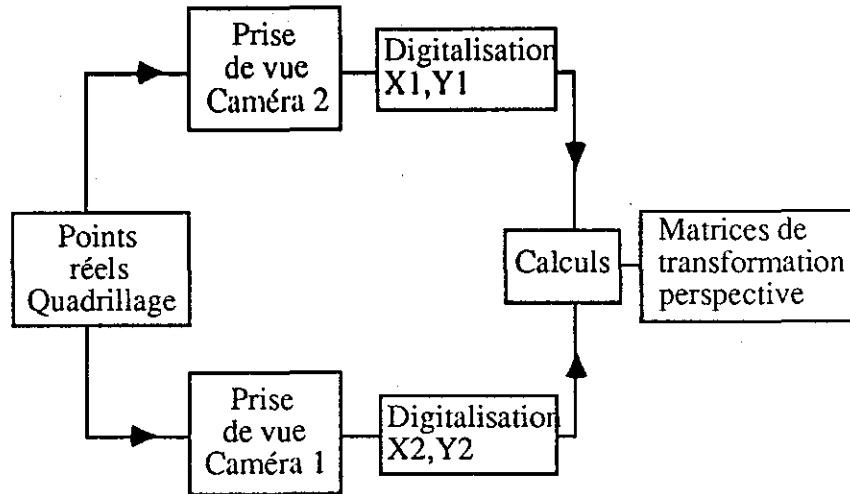 Prise
de vue
Caméra 2
Digitalisation
X1,Y1
Points
réels
Quadrillage
Calculs
Matrices de
transformation
perspective
Prise
de vue
Caméra 1
Digitalisation
X2,Y2